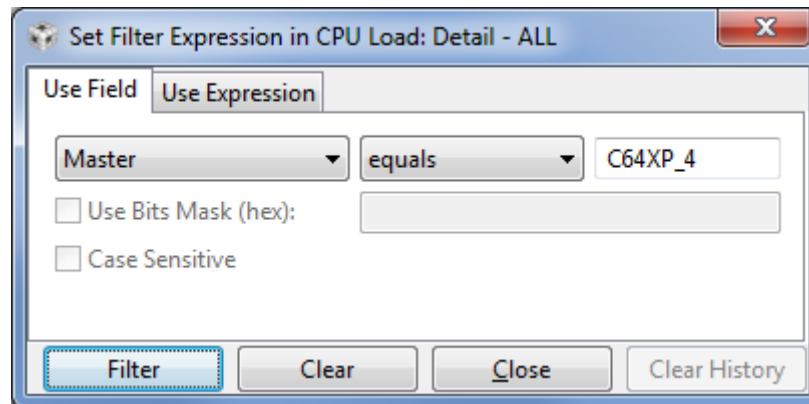 Set Filter Expression in CPU Load: Detail - ALL
Use Field Use Expression
Master equals C64XP_4
Use Bits Mask (hex):
Case Sensitive
Filter Clear Close Clear History